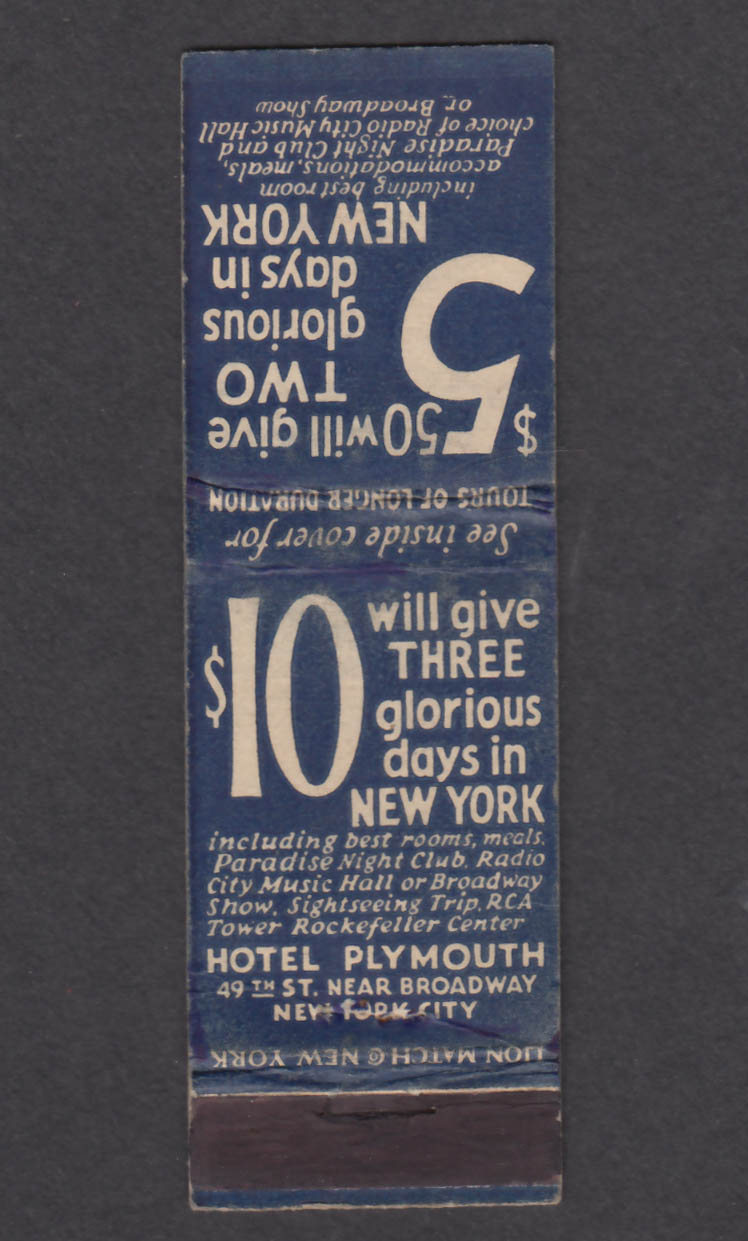 $5 50 will give
TWO
glorious
days in
NEW YORK
including best room
accommodations, meals,
Paradise Night Club and
choice of Radio City Music Hall
or Broadway Show
See inside cover for
TOURS OF LONGER DURATION
$10 will give
THREE
glorious
days in
NEW YORK
including best rooms, meals,
Paradise Night Club, Radio
City Music Hall or Broadway
Show, Sightseeing Trip, RCA
Tower Rockefeller Center
HOTEL PLYMOUTH
49TH ST. NEAR BROADWAY
NEW YORK CITY
LION MATCH © NEW YORK